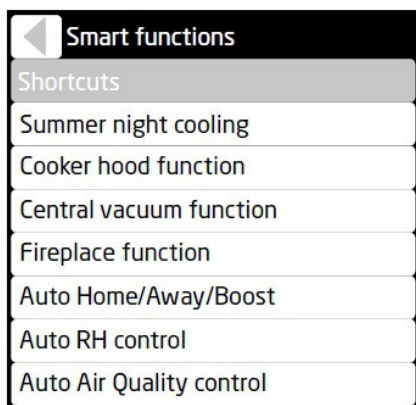 Smart functions
Shortcuts
Summer night cooling
Cooker hood function
Central vacuum function
Fireplace function
Auto Home/Away/Boost
Auto RH control
Auto Air Quality control